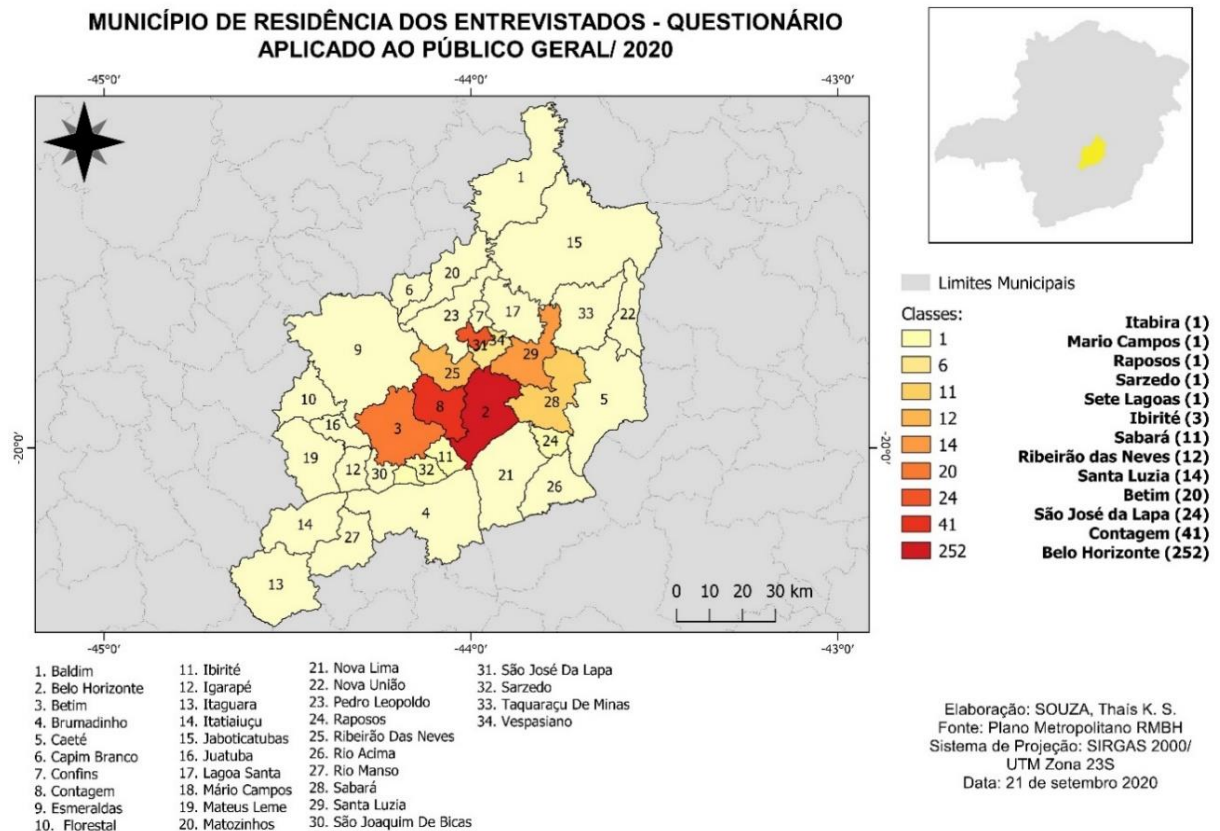 MUNICÍPIO DE RESIDÊNCIA DOS ENTREVISTADOS - QUESTIONÁRIO
APLICADO AO PÚBLICO GERAL/ 2020
-45°0'
-44°0'
-43°0'
1
15
20
6
23
7
17
33
22
9
31
34
29
25
10
8
2
28
5
16
3
24
19
12
30
32
11
21
26
4
14
27
13
-20°0'
-20°0'
0 10 20 30 km
-45°0'
-44°0'
-43°0'
Limites Municipais
Classes:
1
6
11
12
14
20
24
41
252
Itabira (1)
Mario Campos (1)
Raposos (1)
Sarzedo (1)
Sete Lagoas (1)
Ibirité (3)
Sabará (11)
Ribeirão das Neves (12)
Santa Luzia (14)
Betim (20)
São José da Lapa (24)
Contagem (41)
Belo Horizonte (252)
1. Baldim
2. Belo Horizonte
3. Betim
4. Brumadinho
5. Caeté
6. Capim Branco
7. Confins
8. Contagem
9. Esmeraldas
10. Florestal
11. Ibirité
12. Igarapé
13. Itaguara
14. Itatiaiuçu
15. Jaboticatubas
16. Juatuba
17. Lagoa Santa
18. Mário Campos
19. Mateus Leme
20. Matozinhos
21. Nova Lima
22. Nova União
23. Pedro Leopoldo
24. Raposos
25. Ribeirão Das Neves
26. Rio Acima
27. Rio Manso
28. Sabará
29. Santa Luzia
30. São Joaquim De Bicas
31. São José Da Lapa
32. Sarzedo
33. Taquaraçu De Minas
34. Vespasiano
Elaboração: SOUZA, Thaís K. S.
Fonte: Plano Metropolitano RMBH
Sistema de Projeção: SIRGAS 2000/
UTM Zona 23S
Data: 21 de setembro 2020